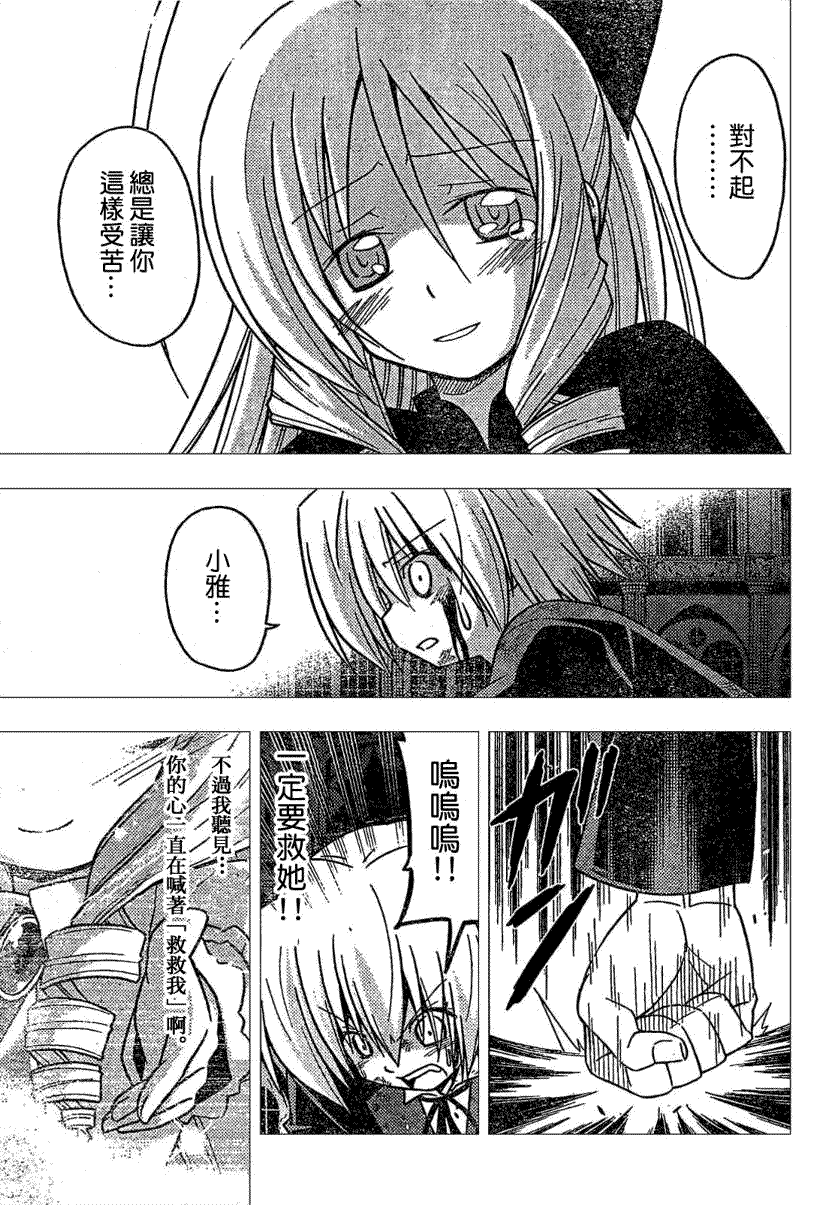 對不起
………
總是讓你
這樣受苦…
小雅…
ガッ
嗚嗚嗚!!
一定要救她!!
不過我聽見…
你的心一直在喊著「救救我」啊。